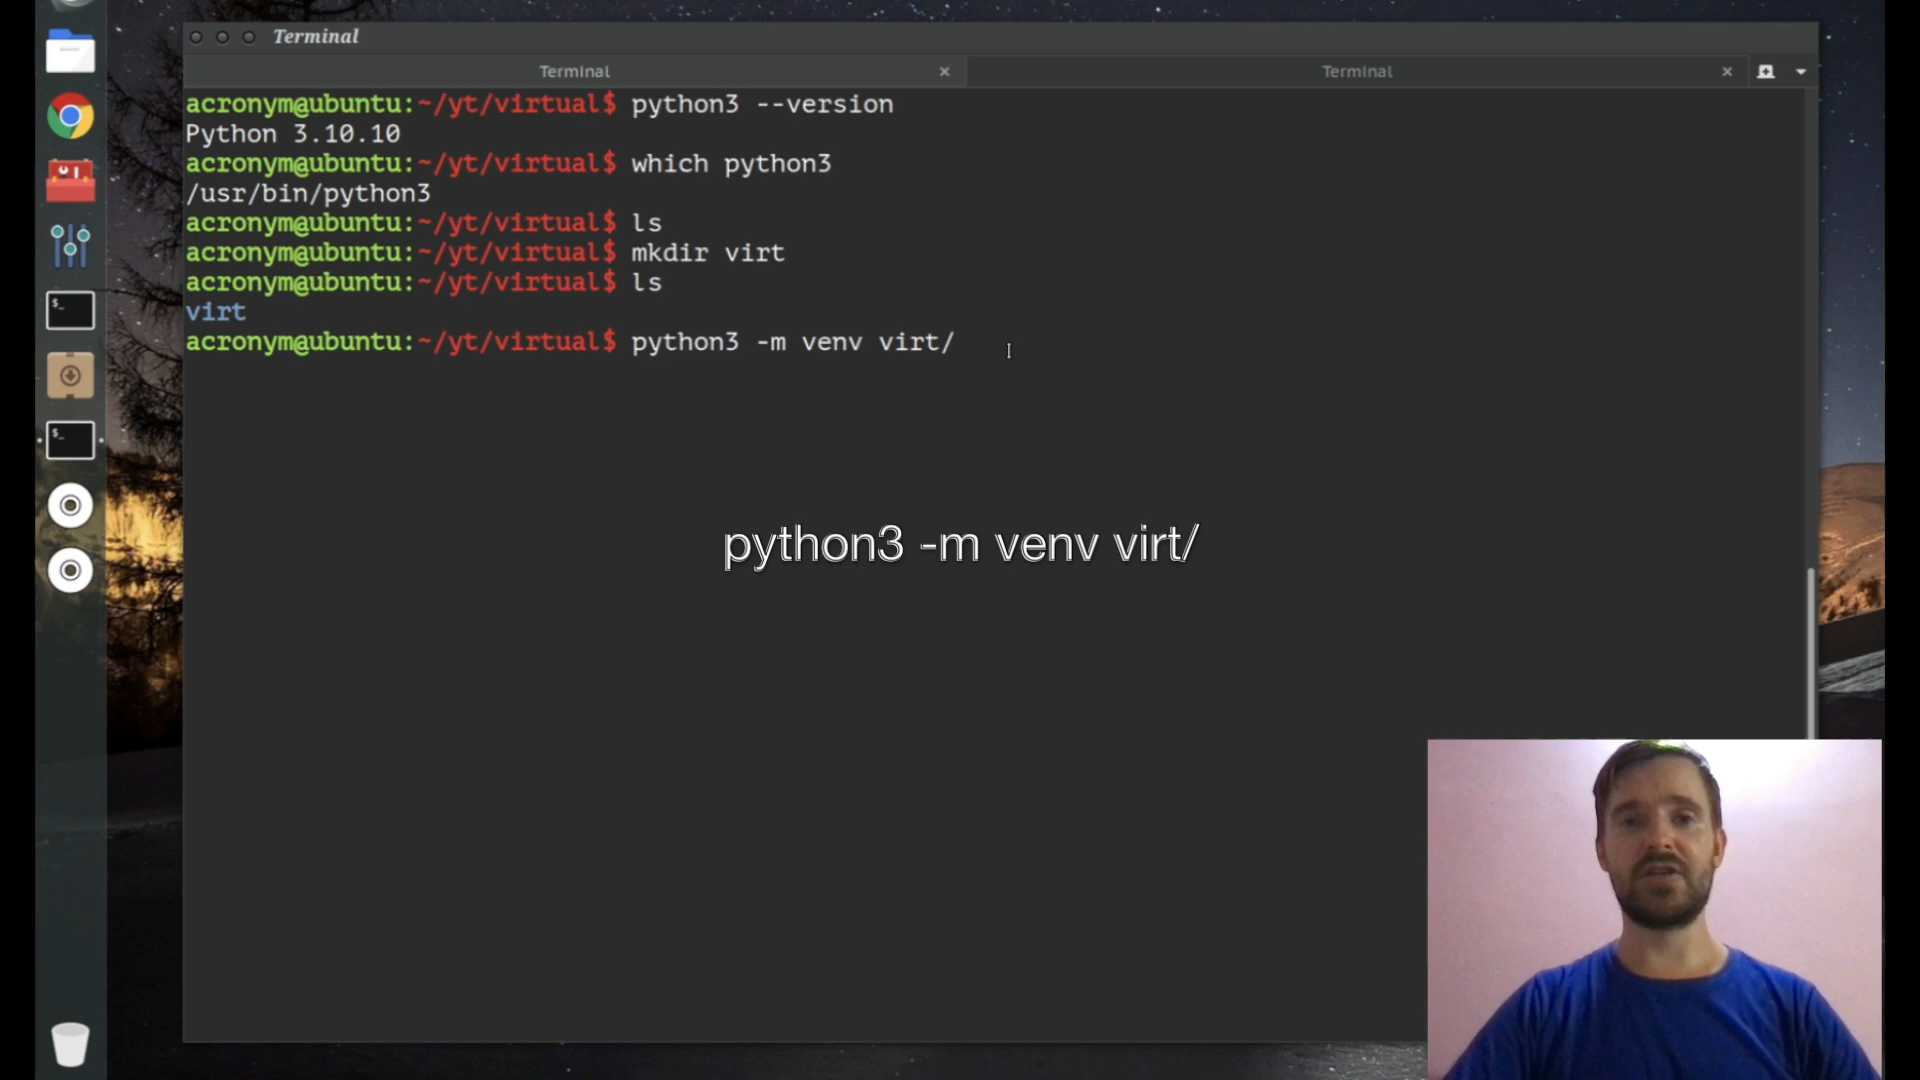 Terminal
Terminal
Terminal
acronym@ubuntu:~/yt/virtual$ python3 --version
Python 3.10.10
acronym@ubuntu:~/yt/virtual$ which python3
/usr/bin/python3
acronym@ubuntu:~/yt/virtual$ ls
acronym@ubuntu:~/yt/virtual$ mkdir virt
acronym@ubuntu:~/yt/virtual$ ls
virt
acronym@ubuntu:~/yt/virtual$ python3 -m venv virt/
python3 -m venv virt/